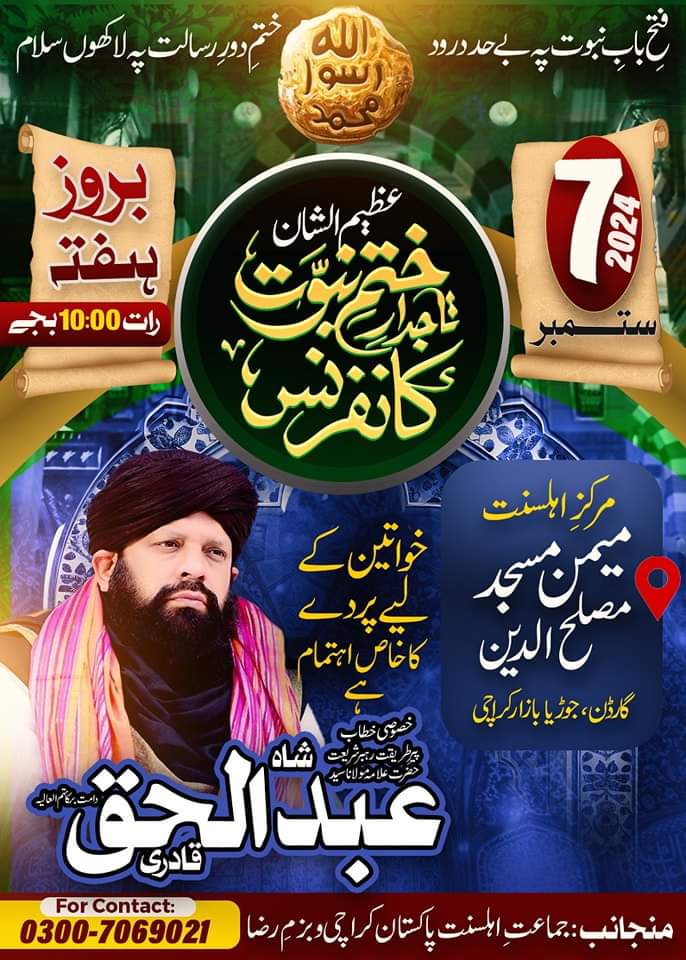 فتحِ بابِ نبوت پہ بے حد درود
ختمِ دورِ رسالت پہ لاکھوں سلام
الله
رسول
محمد
بروز
ہفتہ
رات 10:00 بجے
7
2024
ستمبر
عظیم الشان
تاجدارِ ختمِ نبوّت
کانفرنس
مرکزِ اہلسنت
میمن مسجد
مصلح الدین
گارڈن، جوڑیا بازار کراچی
خواتین کے
لیے پردے
کا خاص اہتمام
ہے
خصوصی خطاب
پیرِ طریقت رہبرِ شریعت
حضرت علامہ مولانا سید
شاہ
عبدالحق
قادری
دامت برکاتہم العالیہ
منجانب: جماعتِ اہلسنت پاکستان کراچی و بزمِ رضا
For Contact:
0300-7069021